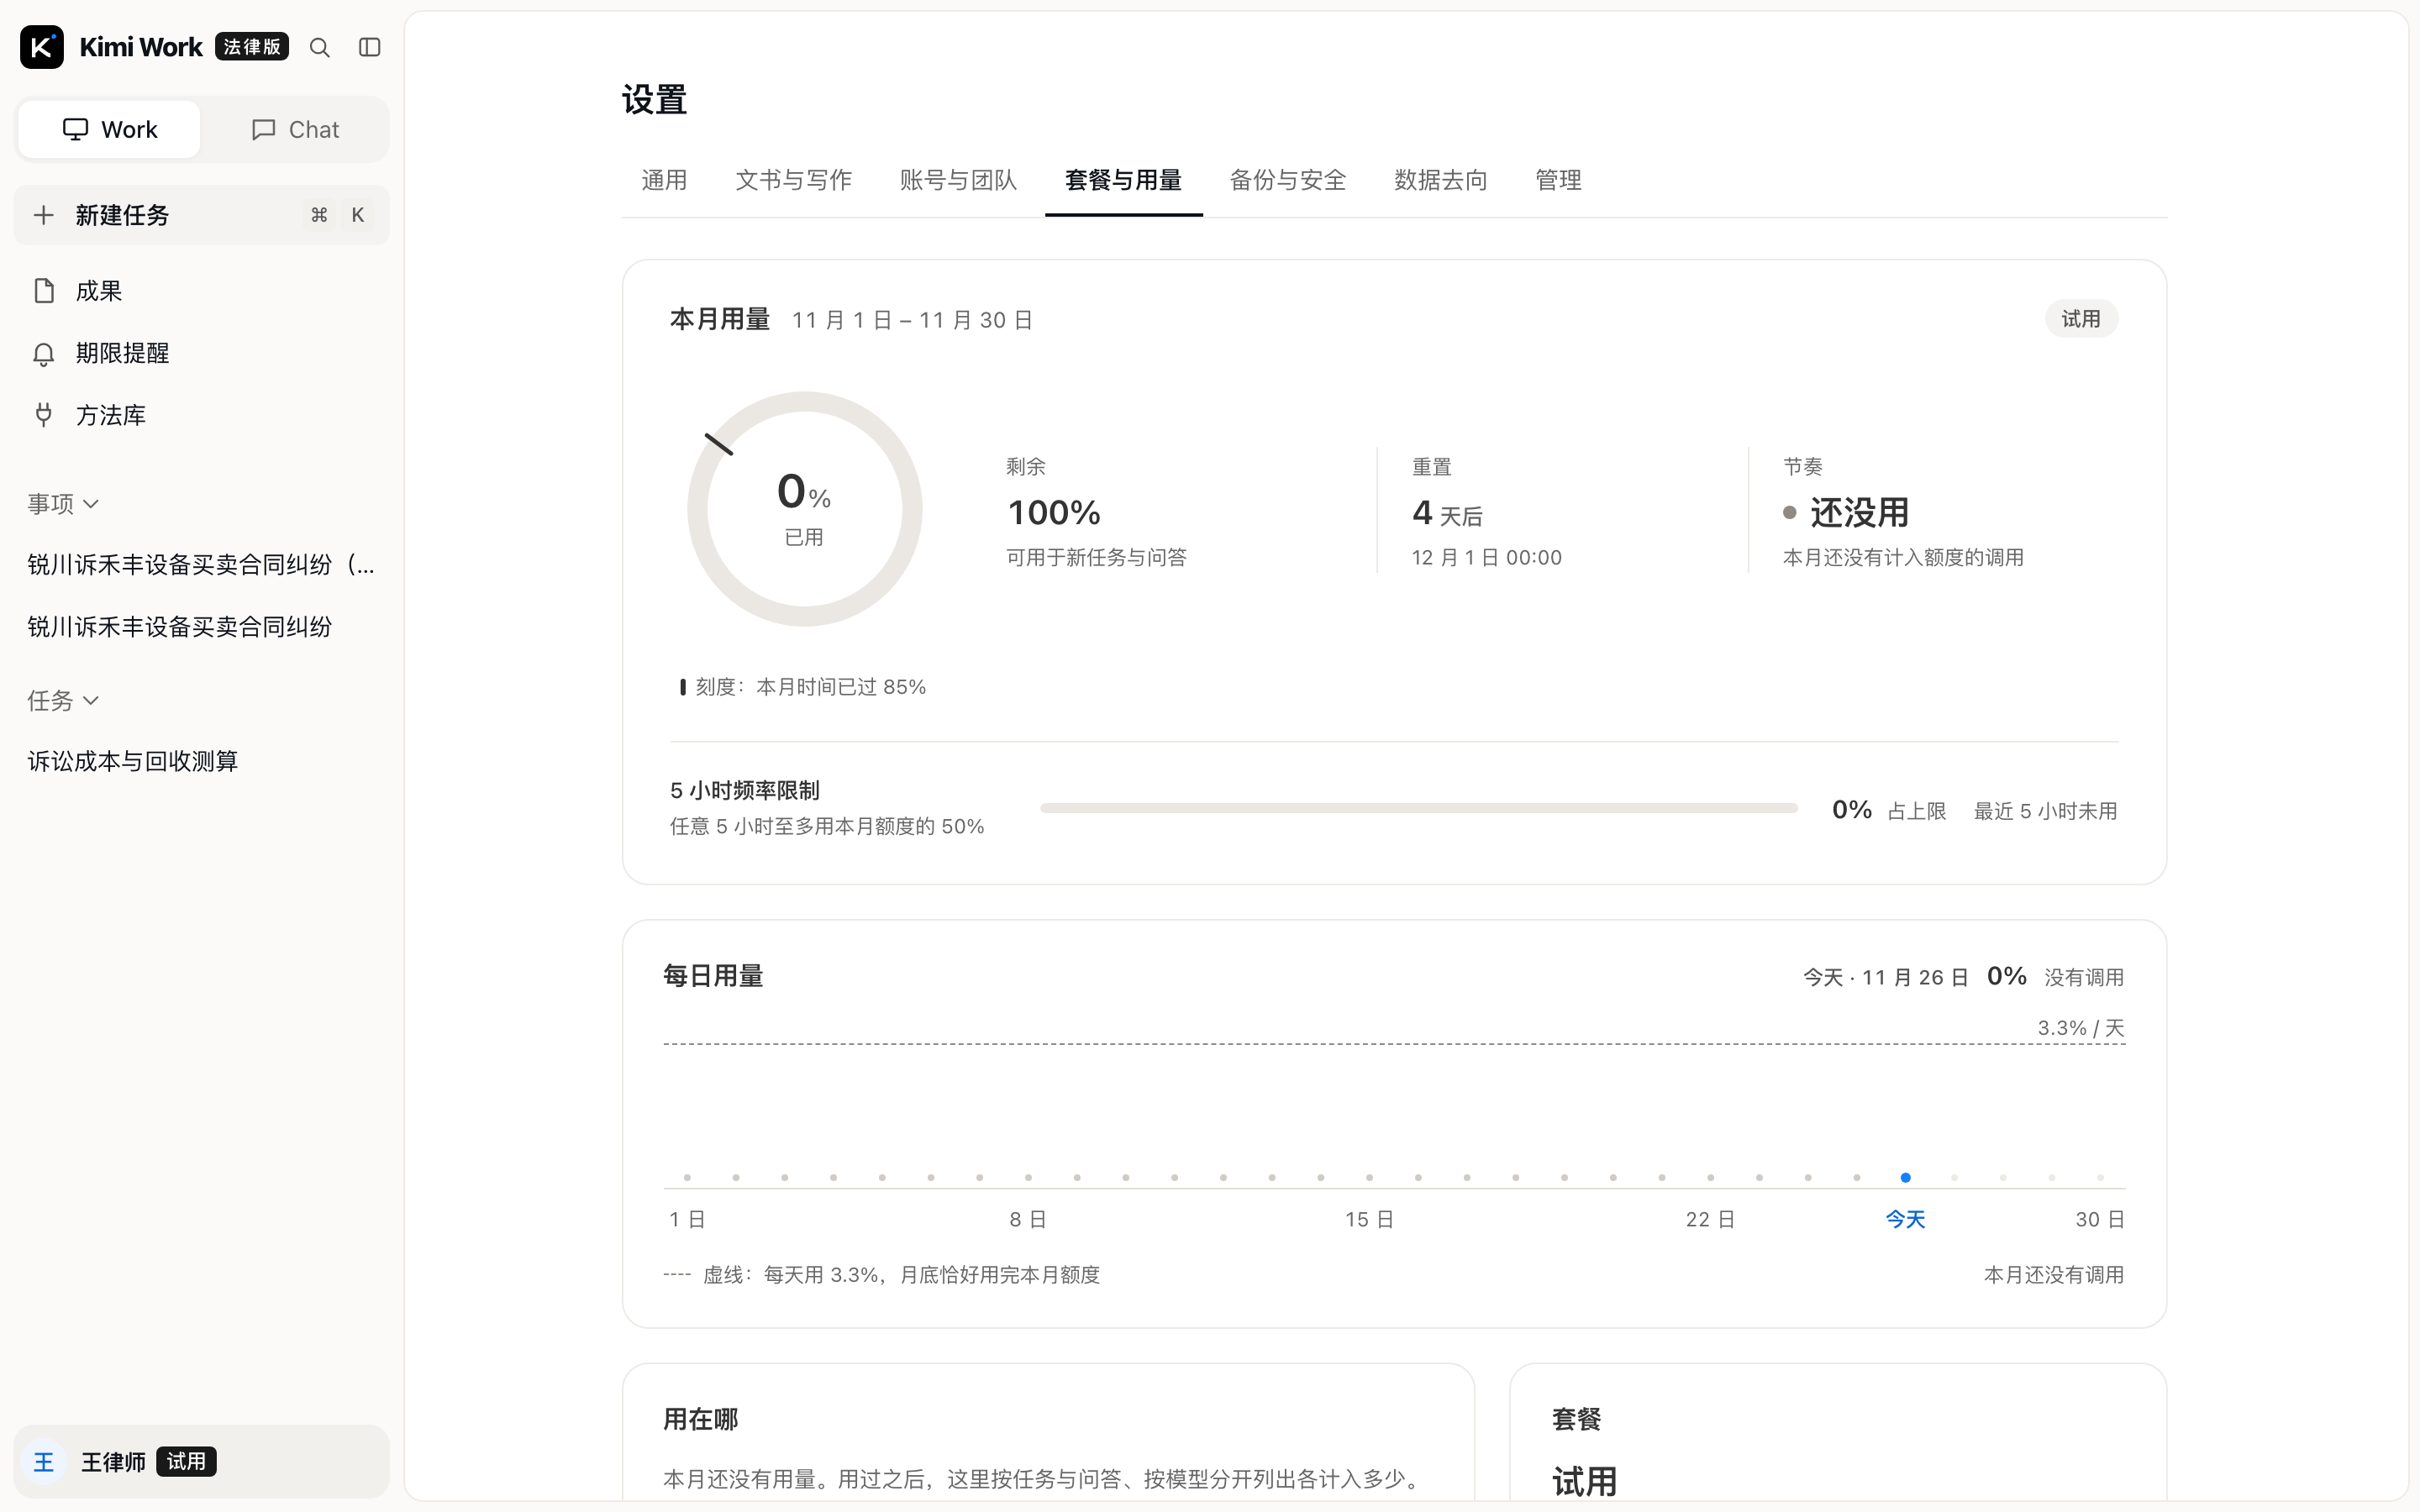 Kimi Work 法律版
Work
Chat
新建任务 ⌘ K
成果
期限提醒
方法库
事项
锐川诉禾丰设备买卖合同纠纷（...
锐川诉禾丰设备买卖合同纠纷
任务
诉讼成本与回收测算
王 王律师 试用
设置
通用 文书与写作 账号与团队 套餐与用量 备份与安全 数据去向 管理
本月用量 11 月 1 日 – 11 月 30 日 试用
0%
已用
剩余
100%
可用于新任务与问答
重置
4 天后
12 月 1 日 00:00
节奏
还没用
本月还没有计入额度的调用
刻度：本月时间已过 85%
5 小时频率限制
任意 5 小时至多用本月额度的 50%
0% 占上限 最近 5 小时未用
每日用量 今天 · 11 月 26 日 0% 没有调用
3.3% / 天
1 日 8 日 15 日 22 日 今天 30 日
虚线：每天用 3.3%，月底恰好用完本月额度 本月还没有调用
用在哪
本月还没有用量。用过之后，这里按任务与问答、按模型分开列出各计入多少。
套餐
试用